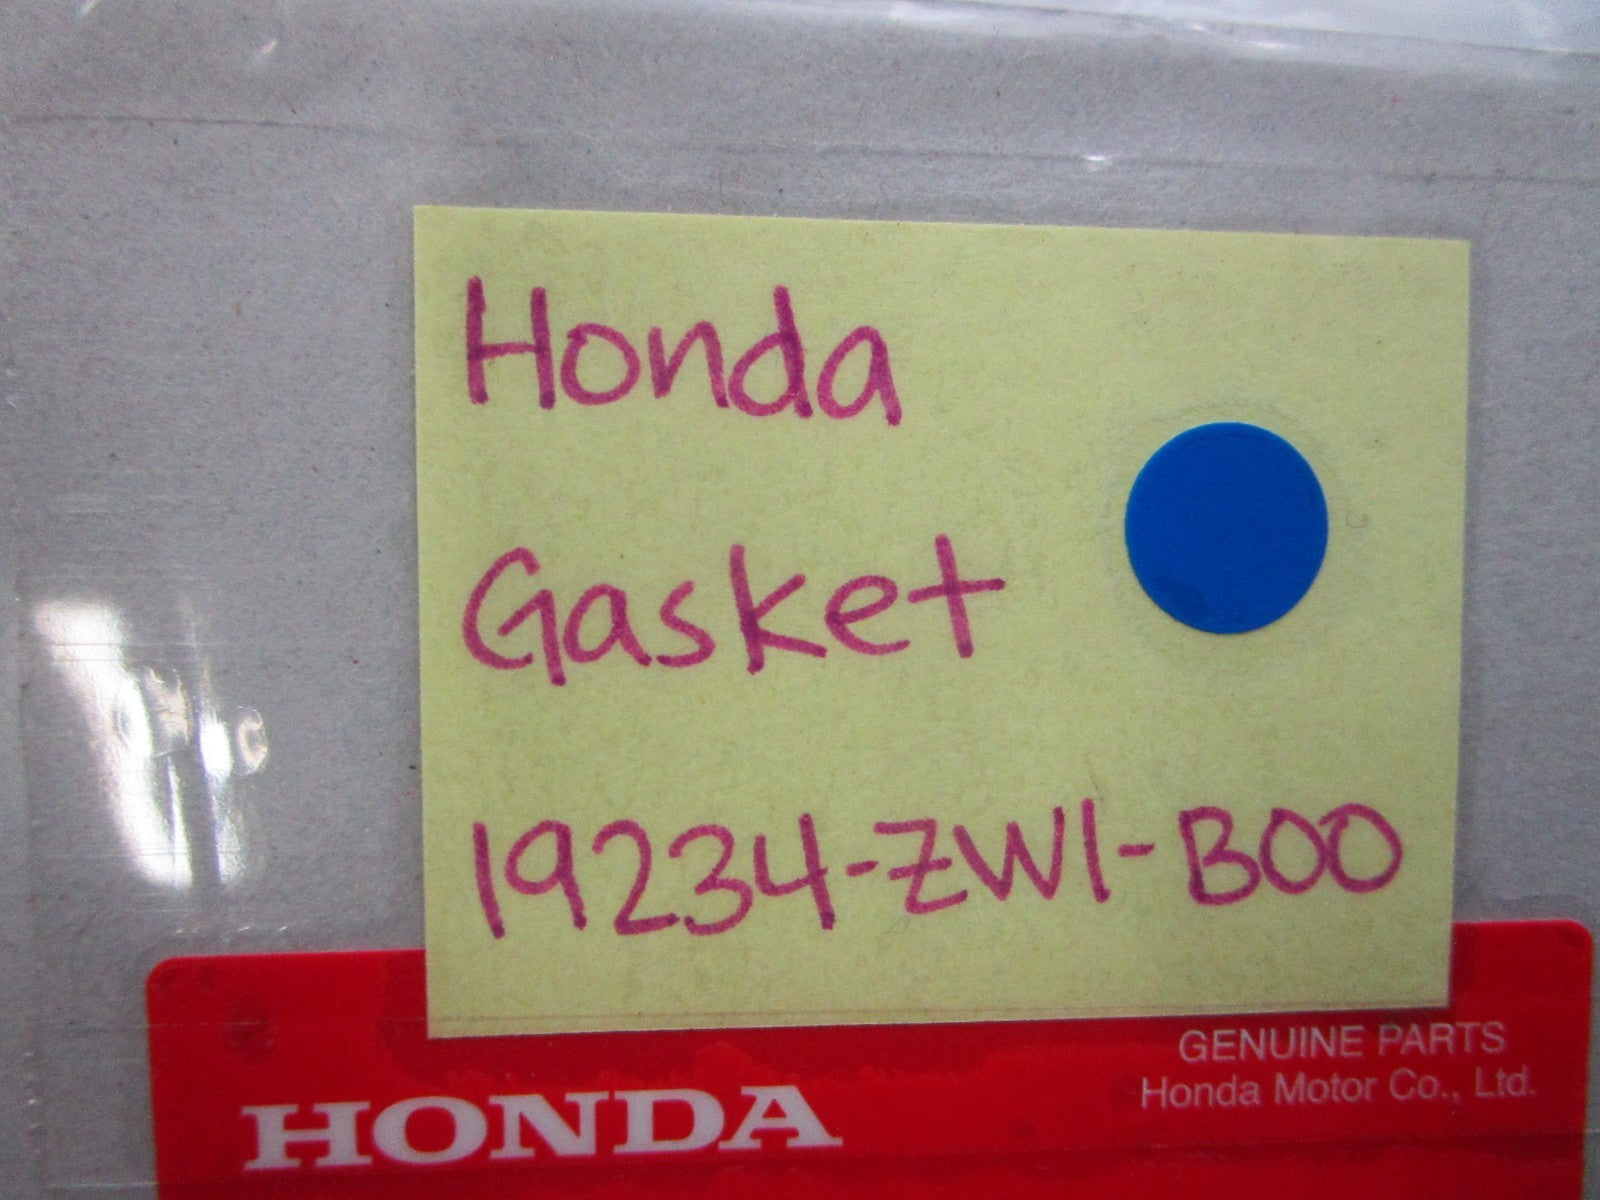 Honda
Gasket
19234-ZW1-B00
GENUINE PARTS
Honda Motor Co., Ltd.
HONDA